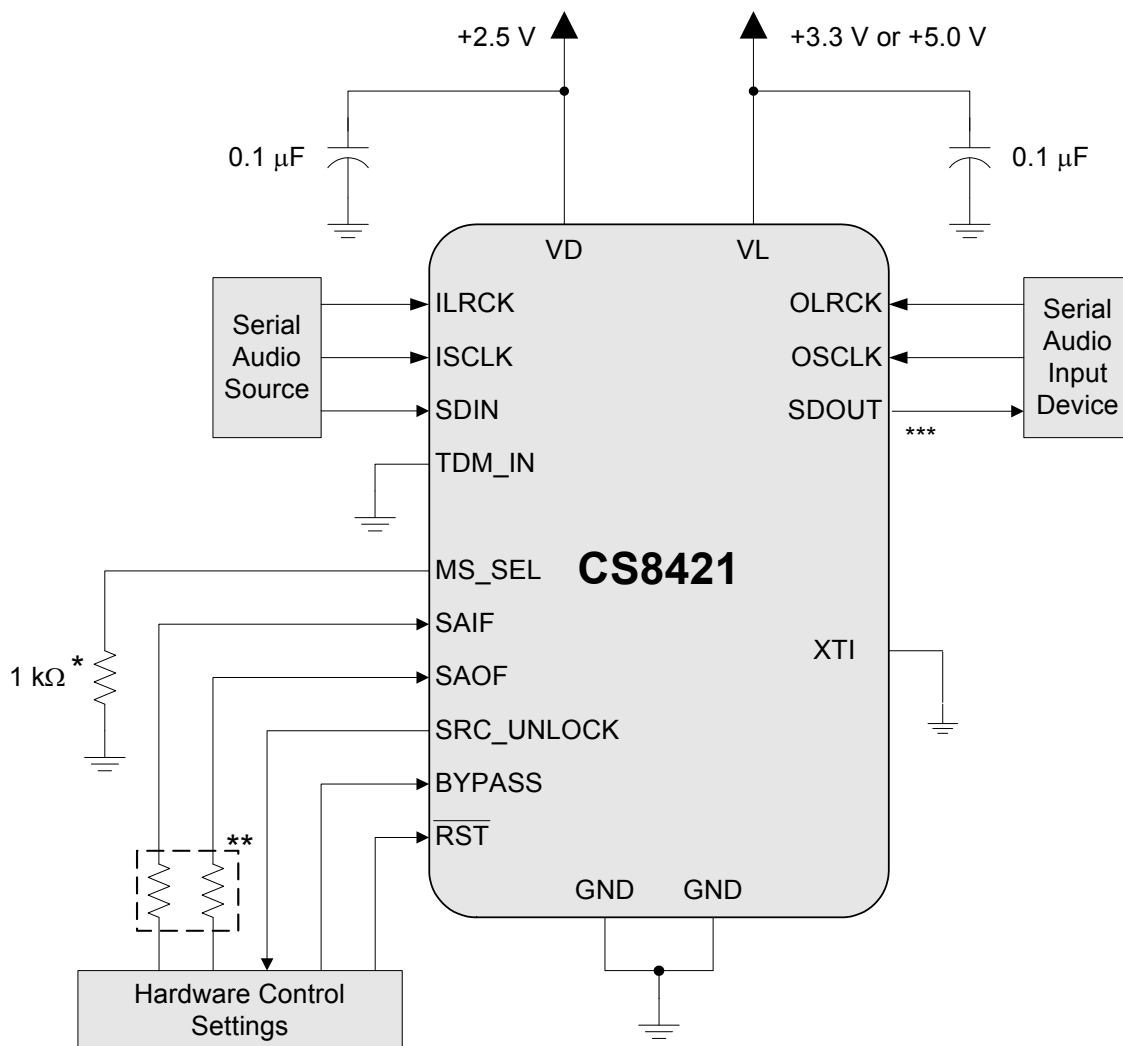 +2.5 V
+3.3 V or +5.0 V
0.1 μF
0.1 μF
VD
VL
Serial
Audio
Source
ILRCK
ISCLK
SDIN
TDM_IN
OLRCK
OSCLK
SDOUT
***
Serial
Audio
Input
Device
MS_SEL
CS8421
SAIF
SAOF
SRC_UNLOCK
BYPASS
RST
XTI
1 kΩ *
**
GND
GND
Hardware Control
Settings